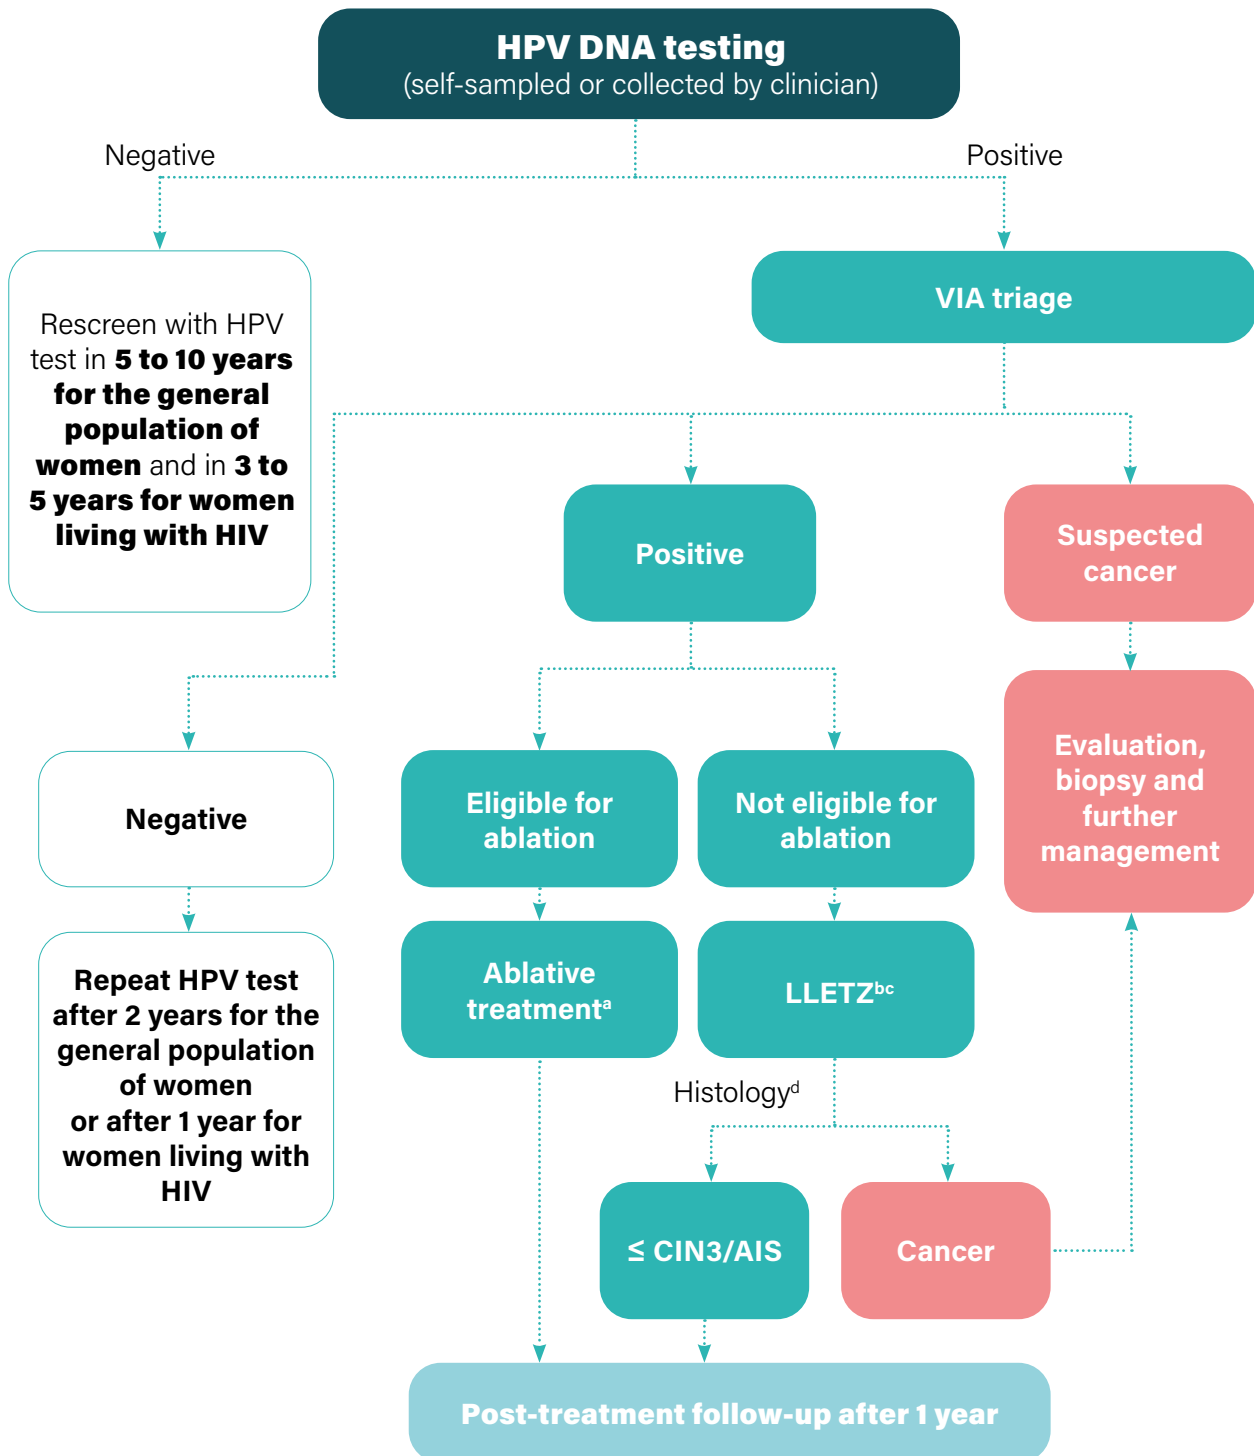 HPV DNA testing
(self-sampled or collected by clinician)
Negative
Positive
Rescreen with HPV
test in 5 to 10 years
for the general
population of
women and in 3 to
5 years for women
living with HIV
VIA triage
Positive
Suspected
cancer
Negative
Eligible for
ablation
Not eligible for
ablation
Evaluation,
biopsy and
further
management
Repeat HPV test
after 2 years for the
general population
of women
or after 1 year for
women living with
HIV
Ablative
treatmentᵃ
LLETZᵇᶜ
Histologyᵈ
≤ CIN3/AIS
Cancer
Post-treatment follow-up after 1 year